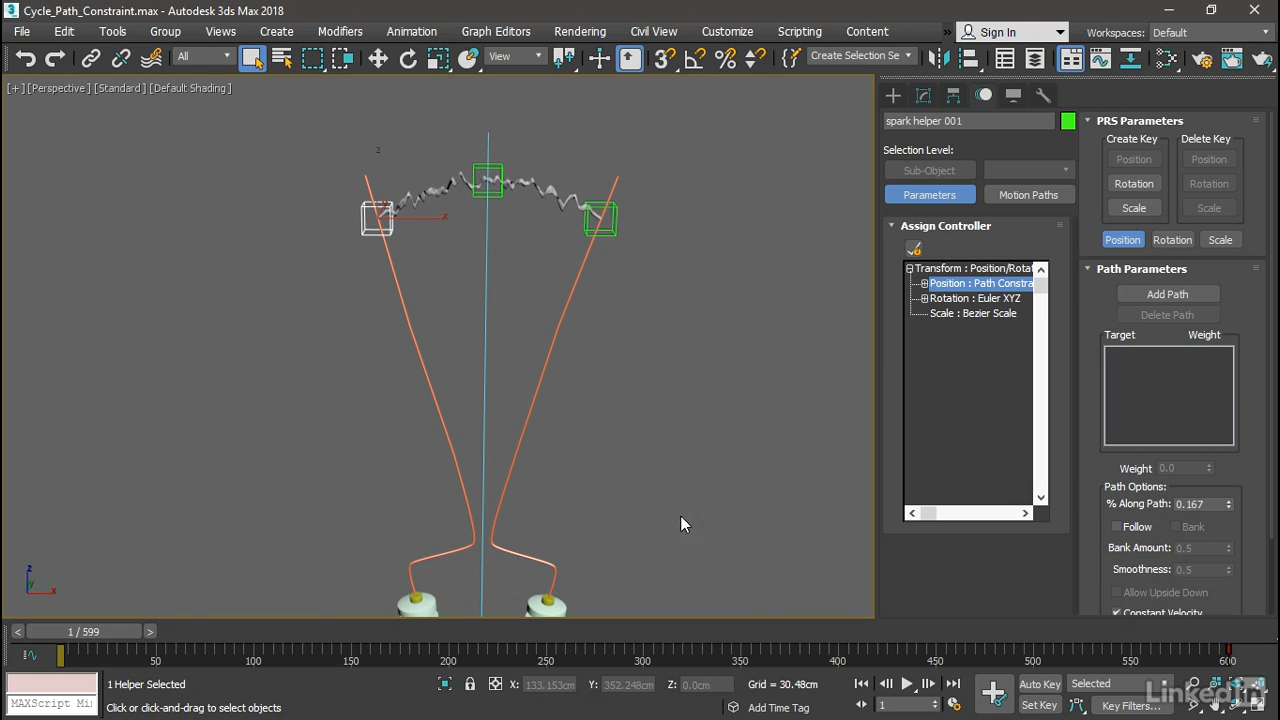 Cycle_Path_Constraint.max - Autodesk 3ds Max 2018
File Edit Tools Group Views Create Modifiers Animation Graph Editors Rendering Civil View Customize Scripting Content » Sign In Workspaces: Default
All View Create Selection Se
[+] [Perspective] [Standard] [Default Shading]
z
x
z
y
x
spark helper 001
Selection Level:
Sub-Object
Parameters Motion Paths
Assign Controller
Transform : Position/Rotat
Position : Path Constra
Rotation : Euler XYZ
Scale : Bezier Scale
PRS Parameters
Create Key Delete Key
Position Position
Rotation Rotation
Scale Scale
Position Rotation Scale
Path Parameters
Add Path
Delete Path
Target Weight
Weight 0.0
Path Options:
% Along Path: 0.167
Follow Bank
Bank Amount: 0.5
Smoothness: 0.5
Allow Upside Down
Constant Velocity
< 1 / 599 >
50 100 150 200 250 300 350 400 450 500 550 600
1 Helper Selected X: 133.153cm Y: 352.248cm Z: 0.0cm Grid = 30.48cm Auto Key Selected
MAXScript Mi Click or click-and-drag to select objects Add Time Tag 1 Set Key Key Filters...
LinkedIn